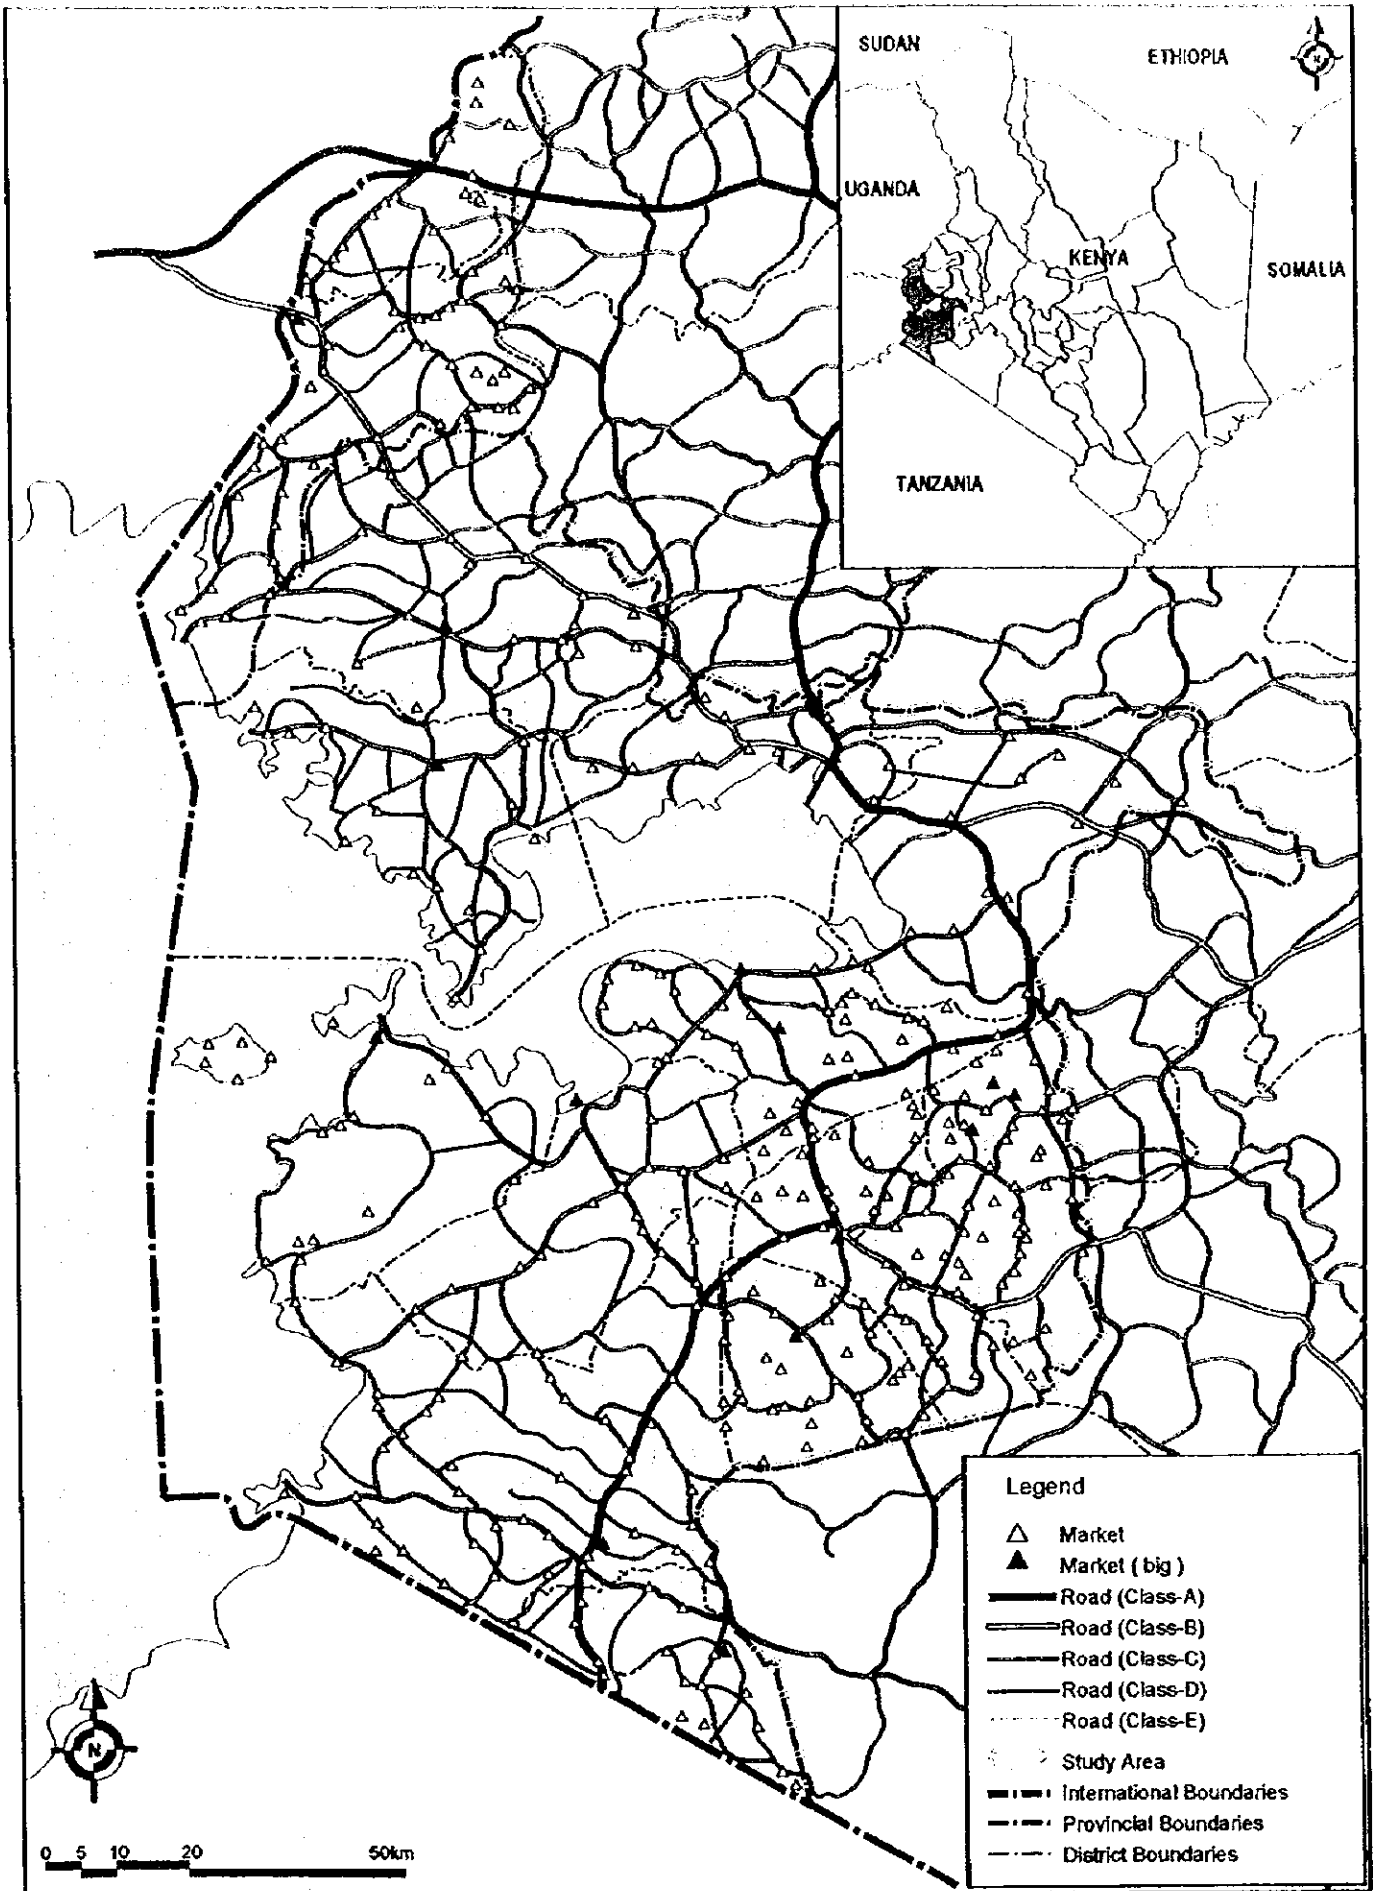 SUDAN
ETHIOPIA
UGANDA
KENYA
SOMALIA
TANZANIA
Legend
Market
Market ( big )
Road (Class-A)
Road (Class-B)
Road (Class-C)
Road (Class-D)
Road (Class-E)
Study Area
International Boundaries
Provincial Boundaries
District Boundaries
N
0 5 10 20 50km